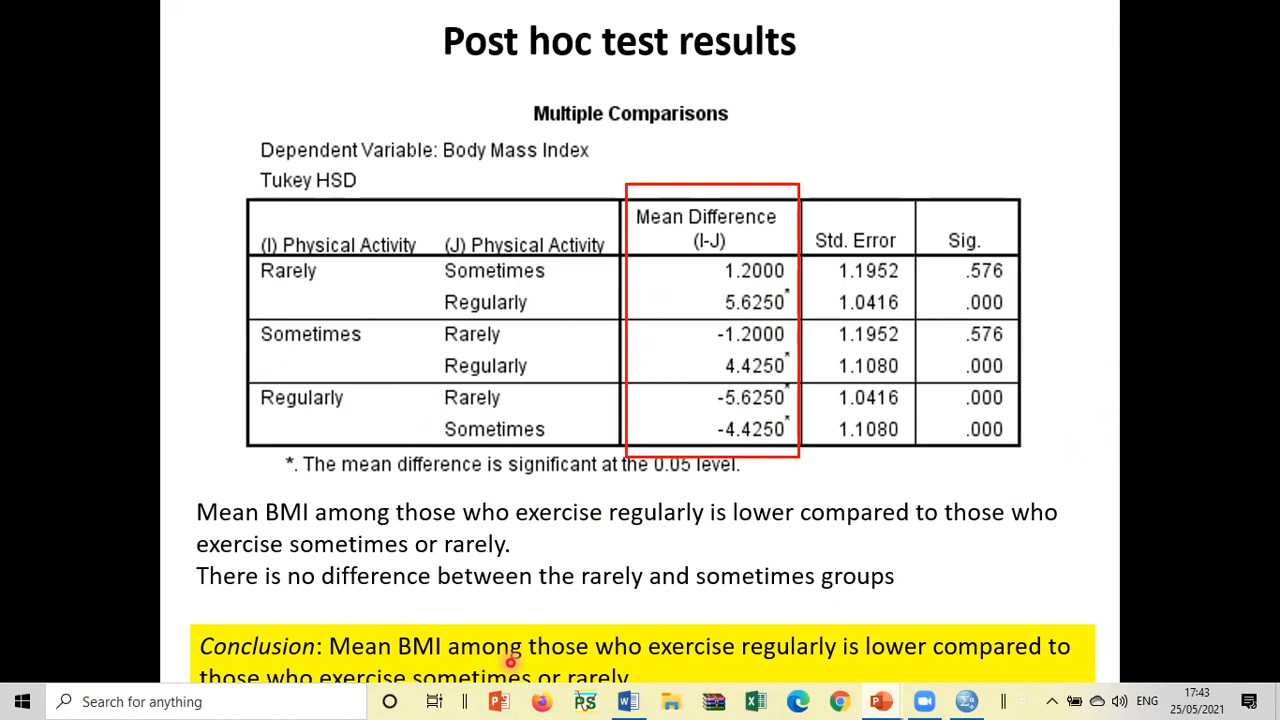 Post hoc test results
Multiple Comparisons
Dependent Variable: Body Mass Index
Tukey HSD
(I) Physical Activity (J) Physical Activity Mean Difference (I-J) Std. Error Sig.
Rarely Sometimes 1.2000 1.1952 .576
Regularly 5.6250* 1.0416 .000
Sometimes Rarely -1.2000 1.1952 .576
Regularly 4.4250* 1.1080 .000
Regularly Rarely -5.6250* 1.0416 .000
Sometimes -4.4250* 1.1080 .000
*. The mean difference is significant at the 0.05 level.
Mean BMI among those who exercise regularly is lower compared to those who
exercise sometimes or rarely.
There is no difference between the rarely and sometimes groups
Conclusion: Mean BMI among those who exercise regularly is lower compared to
those who exercise sometimes or rarely
Search for anything
ENG
17:43
25/05/2021